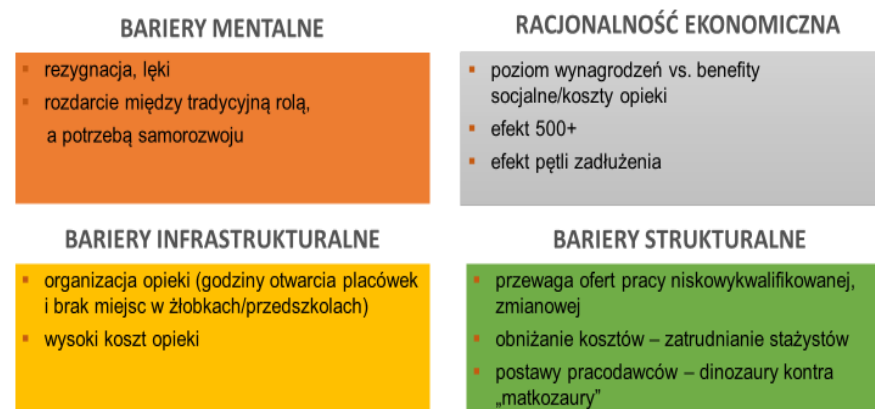 BARIERY MENTALNE
rezygnacja, lęki
rozdarcie między tradycyjną rolą,
a potrzebą samorozwoju
RACJONALNOŚĆ EKONOMICZNA
poziom wynagrodzeń vs. benefity
socjalne/koszty opieki
efekt 500+
efekt pętli zadłużenia
BARIERY INFRASTRUKTURALNE
organizacja opieki (godziny otwarcia placówek
i brak miejsc w żłobkach/przedszkolach)
wysoki koszt opieki
BARIERY STRUKTURALNE
przewaga ofert pracy niskowykwalifikowanej,
zmianowej
obniżanie kosztów – zatrudnianie stażystów
postawy pracodawców – dinozaury kontra
„matkozaury”